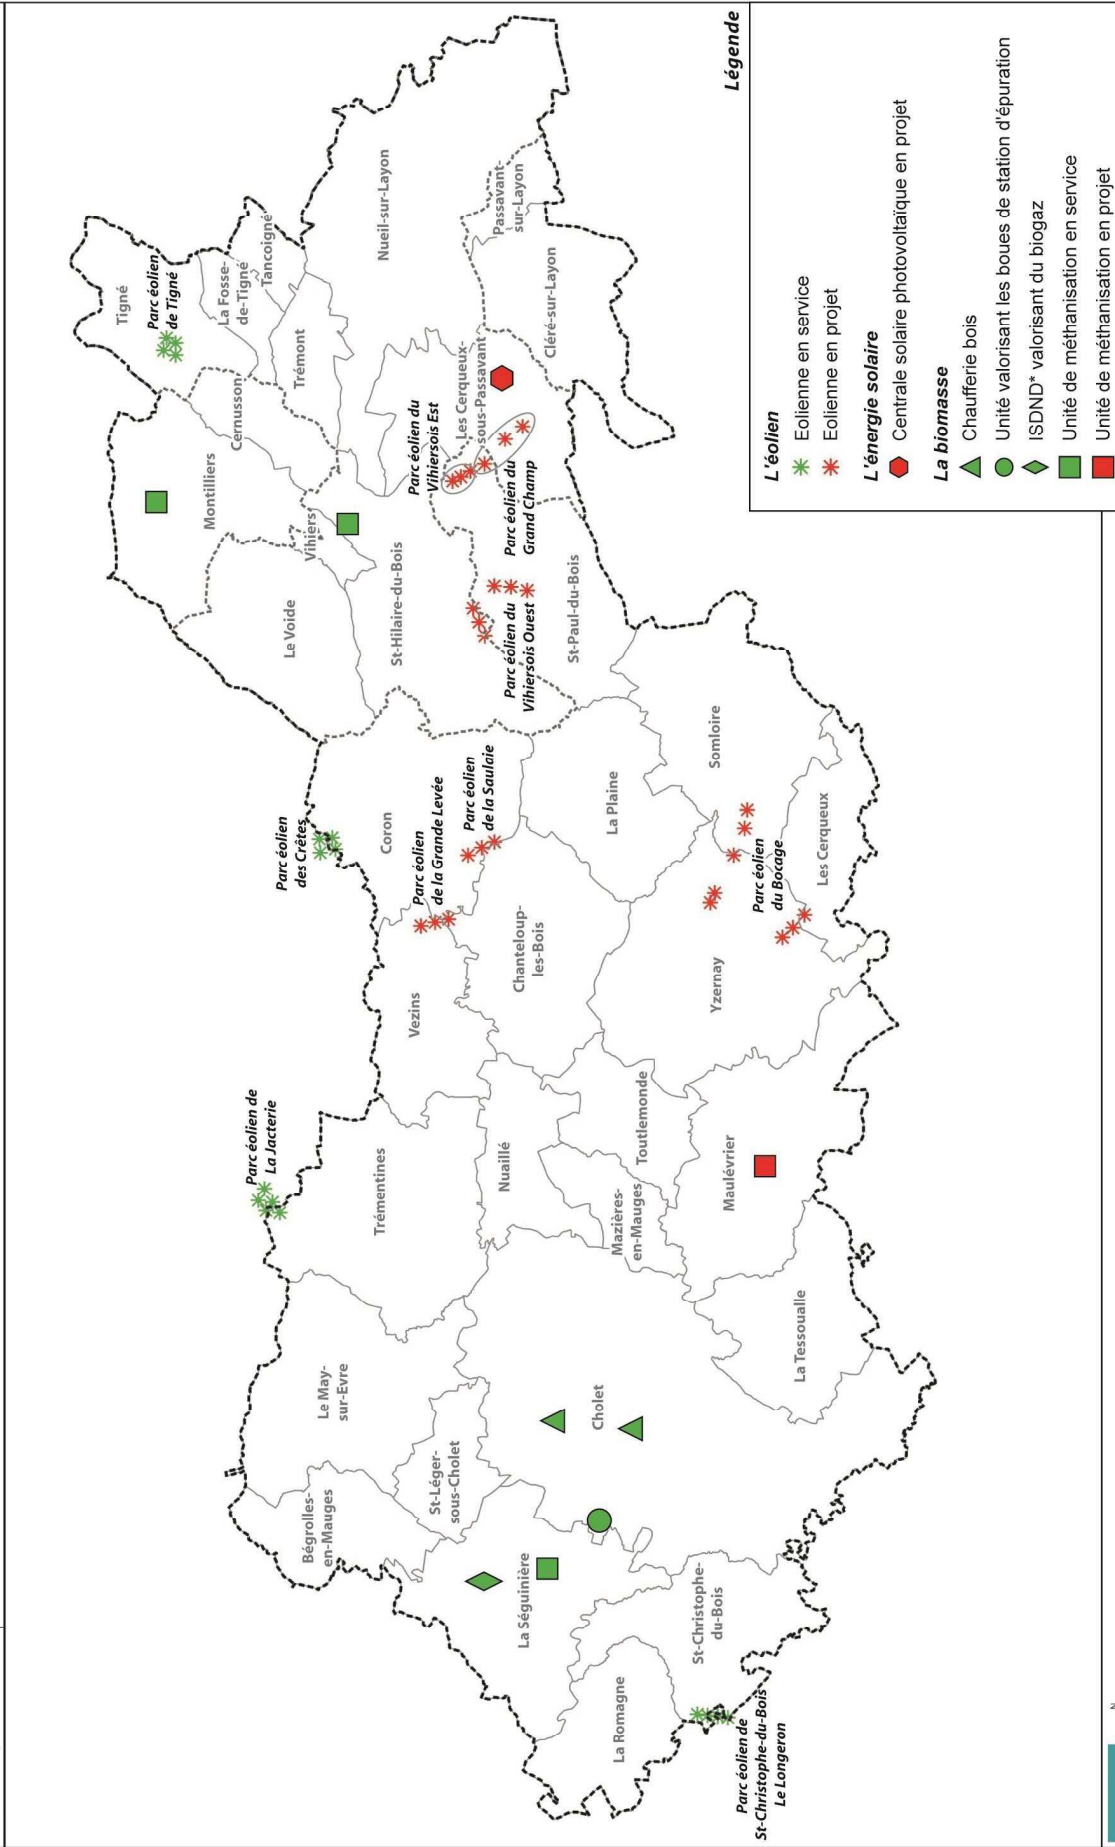 Légende
L'éolien
Eolienne en service
Eolienne en projet
L'énergie solaire
Centrale solaire photovoltaïque en projet
La biomasse
Chaufferie bois
Unité valorisant les boues de station d'épuration
ISDND* valorisant du biogaz
Unité de méthanisation en service
Unité de méthanisation en projet
Tigné
Parc éolien
de Tigné
La Fosse-
de-Tigné
Tancoigné
Trémont
Cernusson
Montilliers
Vihiers
Le Voide
St-Hilaire-du-Bois
Nueil-sur-Layon
Passavant-
sur-Layon
Cléré-sur-Layon
Les Cerqueux-
sous-Passavant
Parc éolien du
Vihiersois Est
Parc éolien du
Grand Champ
Parc éolien du
Vihiersois Ouest
St-Paul-du-Bois
Parc éolien
des Crêtes
Coron
Parc éolien
de la Grande Levée
Parc éolien
de la Saulaie
La Plaine
Somloire
Les Cerqueux
Parc éolien
du Bocage
Yzernay
Chanteloup-
les-Bois
Vezins
Parc éolien de
La Jacterie
Trémentines
Nuaillé
Toutlemonde
Mazières-
en-Mauges
Maulévrier
La Tessoualle
Le May-
sur-Evre
Bégrolles-
en-Mauges
St-Léger-
sous-Cholet
Cholet
La Séguinière
St-Christophe-
du-Bois
La Romagne
Parc éolien de
St-Christophe-du-Bois
Le Longeron